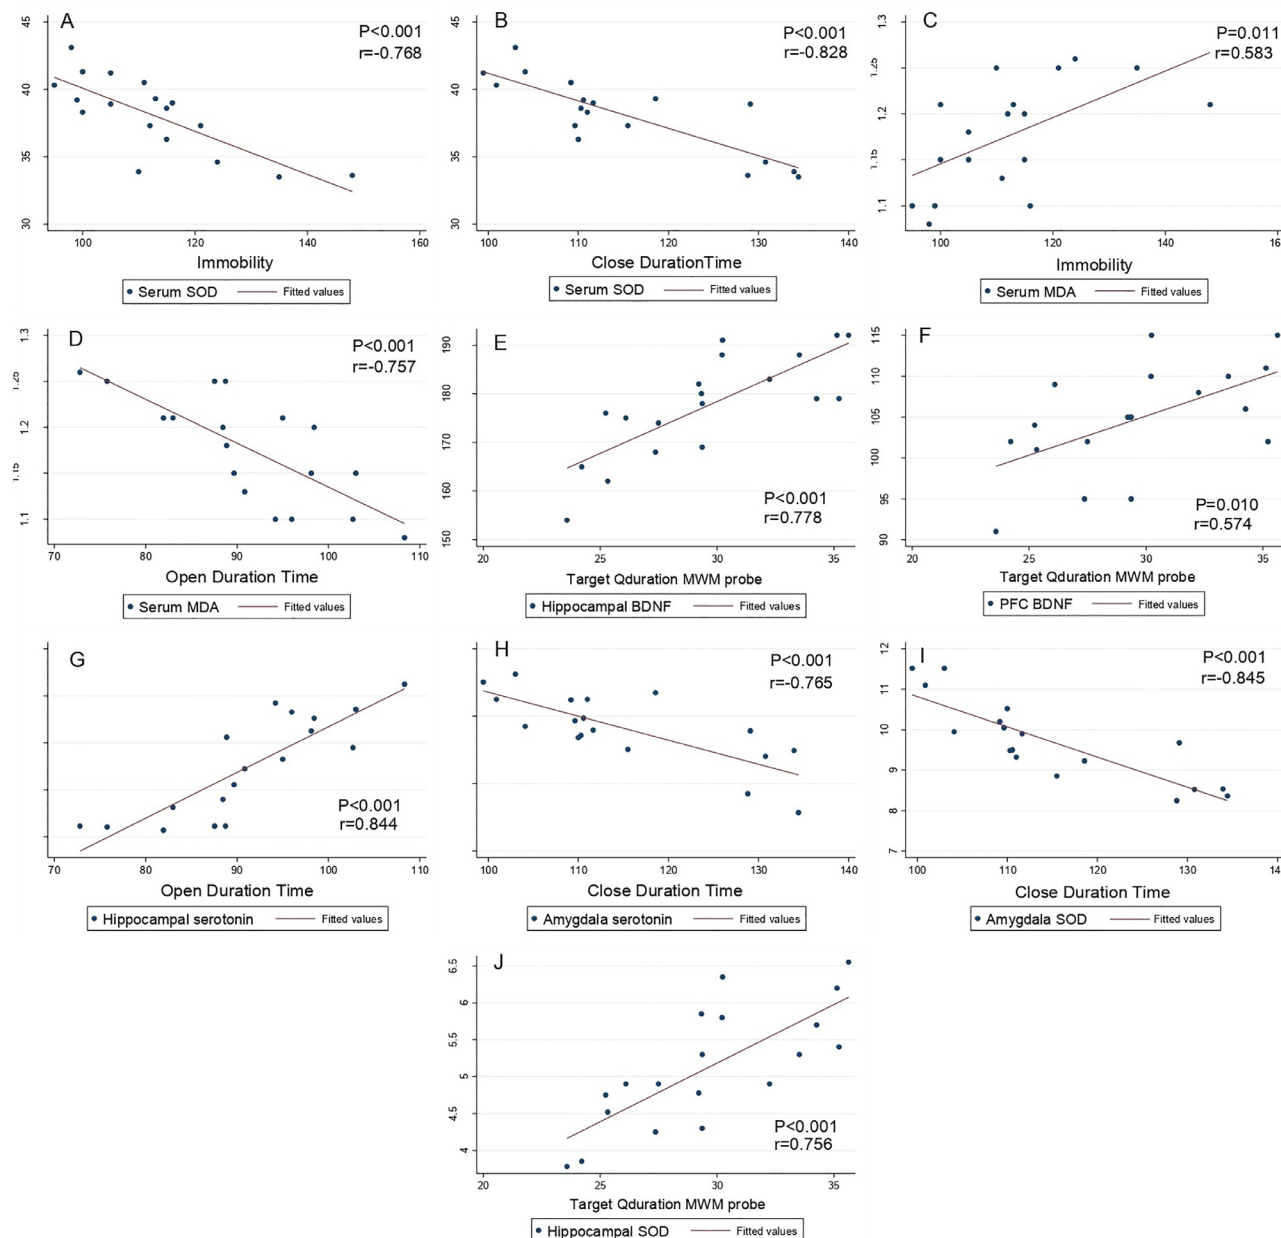 A
P<0.001
r=-0.768
45
40
35
30
100 120 140 160
Immobility
Serum SOD Fitted values
B
P<0.001
r=-0.828
45
40
35
30
100 110 120 130 140
Close DurationTime
Serum SOD Fitted values
C
P=0.011
r=0.583
1.3
1.25
1.2
1.15
1.1
100 120 140
Immobility
Serum MDA Fitted values
D
P<0.001
r=-0.757
1.3
1.25
1.2
1.15
1.1
70 80 90 100 110
Open Duration Time
Serum MDA Fitted values
E
P<0.001
r=0.778
190
180
170
160
150
20 25 30 35
Target Qduration MWM probe
Hippocampal BDNF Fitted values
F
P=0.010
r=0.574
115
110
105
100
95
90
20 25 30 35
Target Qduration MWM probe
PFC BDNF Fitted values
G
P<0.001
r=0.844
70 80 90 100 110
Open Duration Time
Hippocampal serotonin Fitted values
H
P<0.001
r=-0.765
100 110 120 130 140
Close Duration Time
Amygdala serotonin Fitted values
I
P<0.001
r=-0.845
12
11
10
9
8
7
100 110 120 130
Close Duration Time
Amygdala SOD Fitted values
J
P<0.001
r=0.756
6.5
6
5.5
5
4.5
4
20 25 30 35
Target Qduration MWM probe
Hippocampal SOD Fitted values